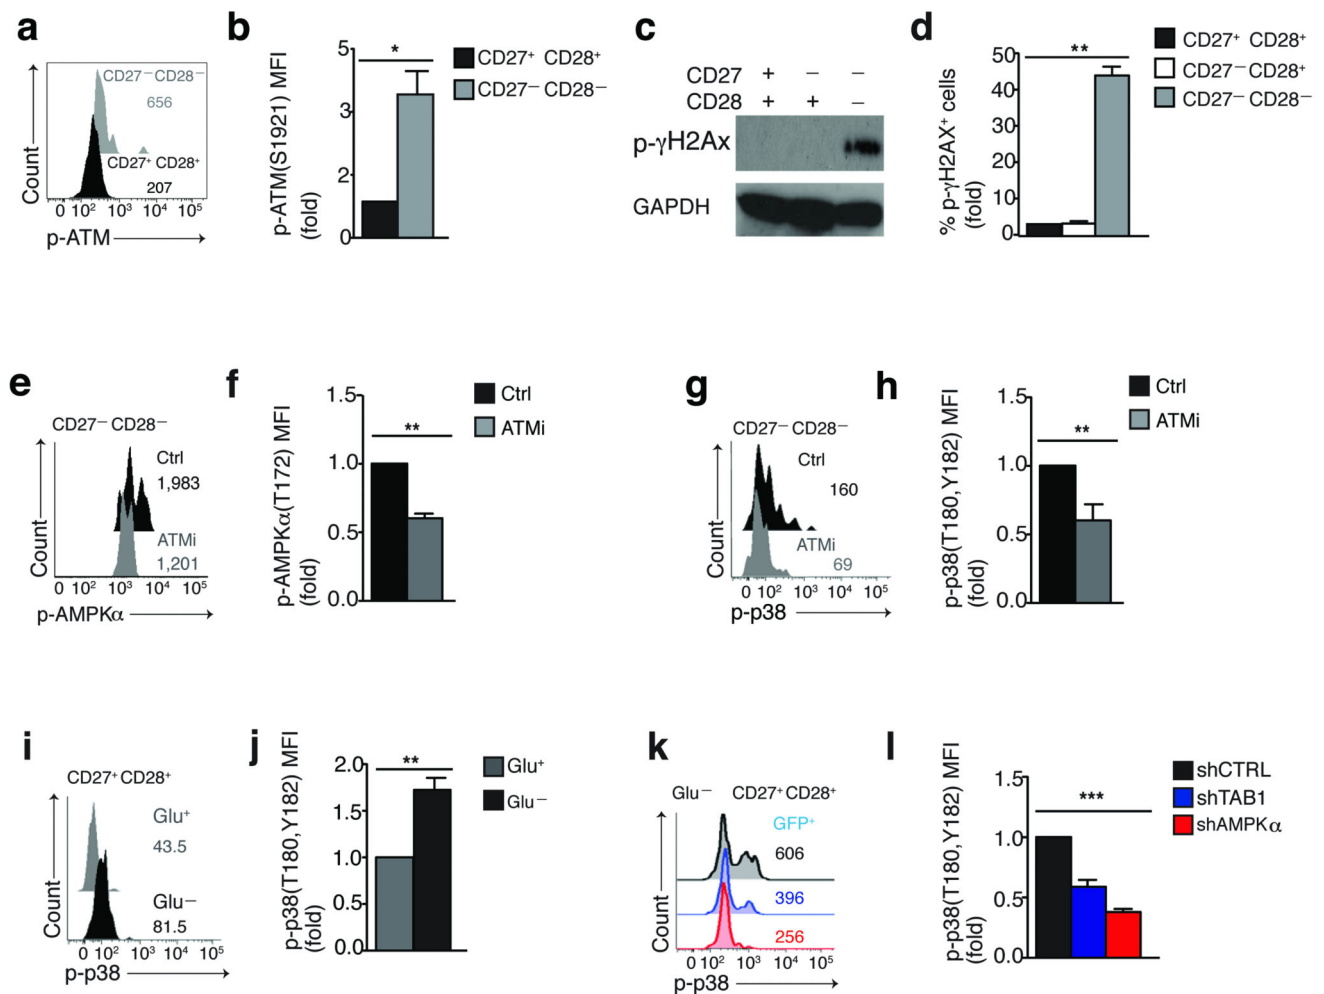 a
CD27— CD28—
656
CD27+ CD28+
207
Count
0 10² 10³ 10⁴ 10⁵
p-ATM
b
p-ATM(S1921) MFI
(fold)
5
3
2
0
*
CD27+ CD28+
CD27— CD28—
c
CD27 + — —
CD28 + + —
p-γH2Ax
GAPDH
d
% p-γH2AX+ cells
(fold)
50
40
30
20
10
0
**
CD27+ CD28+
CD27— CD28+
CD27— CD28—
e
CD27— CD28—
Ctrl
1,983
ATMi
1,201
Count
0 10² 10³ 10⁴ 10⁵
p-AMPKα
f
p-AMPKα(T172) MFI
(fold)
1.5
1.0
0.5
0.0
**
Ctrl
ATMi
g
CD27— CD28—
Ctrl
160
ATMi
69
Count
0 10² 10³ 10⁴ 10⁵
p-p38
h
p-p38(T180,Y182) MFI
(fold)
1.5
1.0
0.5
0.0
**
Ctrl
ATMi
i
CD27+ CD28+
Glu+
43.5
Glu—
81.5
Count
0 10² 10³ 10⁴ 10⁵
p-p38
j
p-p38(T180,Y182) MFI
(fold)
2.0
1.5
1.0
0.5
0.0
**
Glu+
Glu—
k
Glu— CD27+ CD28+
GFP+
606
396
256
Count
0 10² 10³ 10⁴ 10⁵
p-p38
l
p-p38(T180,Y182) MFI
(fold)
1.5
1.0
0.5
0.0
***
shCTRL
shTAB1
shAMPKα